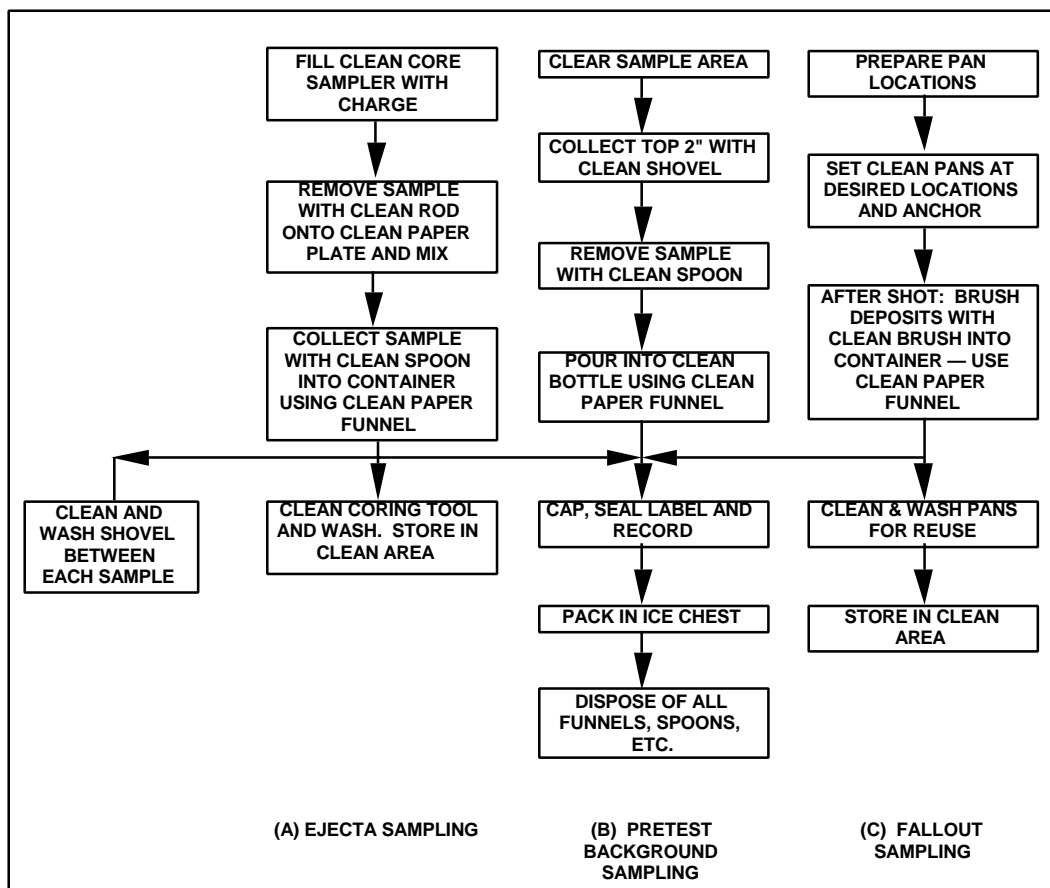 FILL CLEAN CORE
SAMPLER WITH
CHARGE
REMOVE SAMPLE
WITH CLEAN ROD
ONTO CLEAN PAPER
PLATE AND MIX
COLLECT SAMPLE
WITH CLEAN SPOON
INTO CONTAINER
USING CLEAN PAPER
FUNNEL
CLEAN AND
WASH SHOVEL
BETWEEN
EACH SAMPLE
CLEAN CORING TOOL
AND WASH. STORE IN
CLEAN AREA
(A) EJECTA SAMPLING
CLEAR SAMPLE AREA
COLLECT TOP 2" WITH
CLEAN SHOVEL
REMOVE SAMPLE
WITH CLEAN SPOON
POUR INTO CLEAN
BOTTLE USING CLEAN
PAPER FUNNEL
CAP, SEAL LABEL AND
RECORD
PACK IN ICE CHEST
DISPOSE OF ALL
FUNNELS, SPOONS,
ETC.
(B) PRETEST
BACKGROUND
SAMPLING
PREPARE PAN
LOCATIONS
SET CLEAN PANS AT
DESIRED LOCATIONS
AND ANCHOR
AFTER SHOT: BRUSH
DEPOSITS WITH
CLEAN BRUSH INTO
CONTAINER — USE
CLEAN PAPER
FUNNEL
CLEAN & WASH PANS
FOR REUSE
STORE IN CLEAN
AREA
(C) FALLOUT
SAMPLING